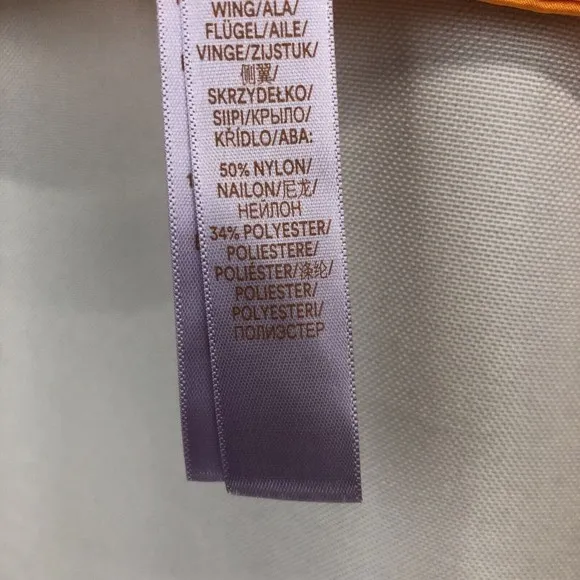 WING/ALA/
FLÜGEL/AILE/
VINGE/ZIJSTUK/
侧翼/
SKRZYDEŁKO/
SIIPI/КРЫЛО/
KŘÍDLO/ABA:
50% NYLON/
NAILON/尼龙/
НЕЙЛОН
34% POLYESTER/
POLIESTERE/
POLIÉSTER/涤纶/
POLIESTER/
POLYESTERI/
ПОЛИЭСТЕР